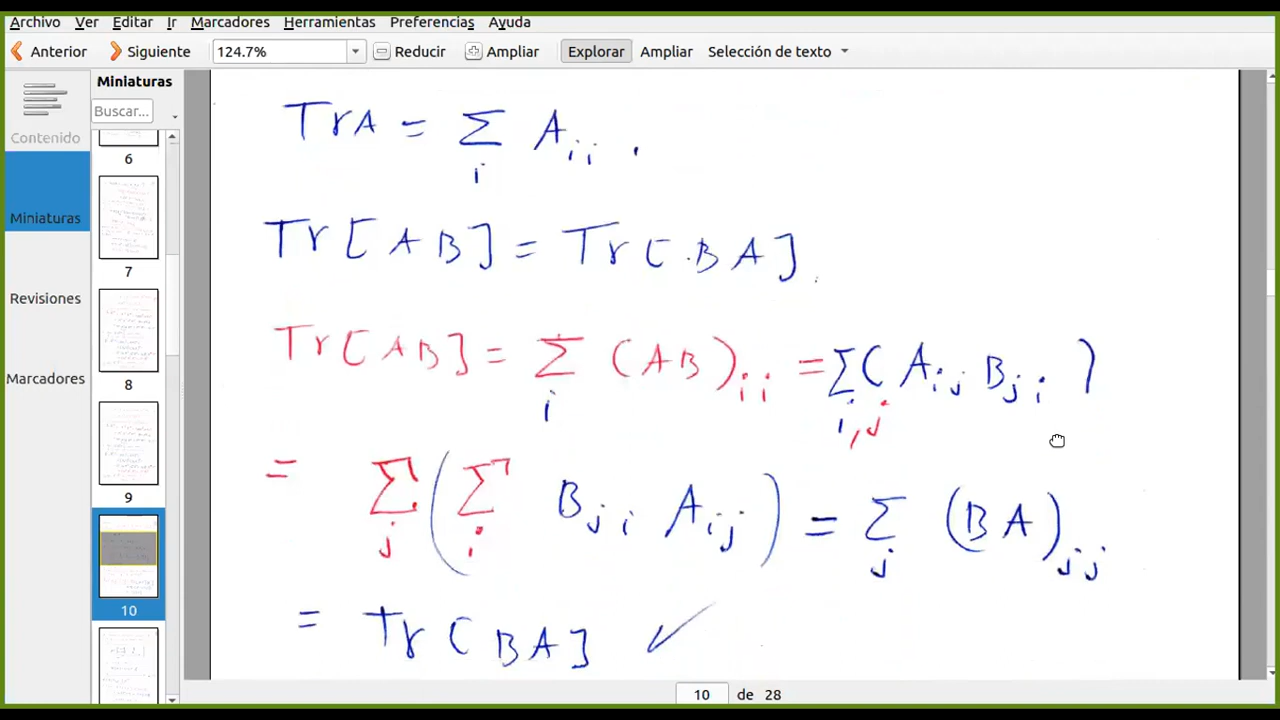 Archivo Ver Editar Ir Marcadores Herramientas Preferencias Ayuda
Anterior Siguiente 124.7% Reducir Ampliar Explorar Ampliar Selección de texto
Contenido
Miniaturas
Revisiones
Marcadores
Miniaturas
Buscar...
6
7
8
9
10
Tr A = Σ_i A_ii .
Tr[AB] = Tr[BA] .
Tr[AB] = Σ_i (AB)_ii = Σ_i,j (A_ij B_ji)
= Σ_j (Σ_i B_ji A_ij) = Σ_j (BA)_jj
= Tr[BA] ✓
10 de 28